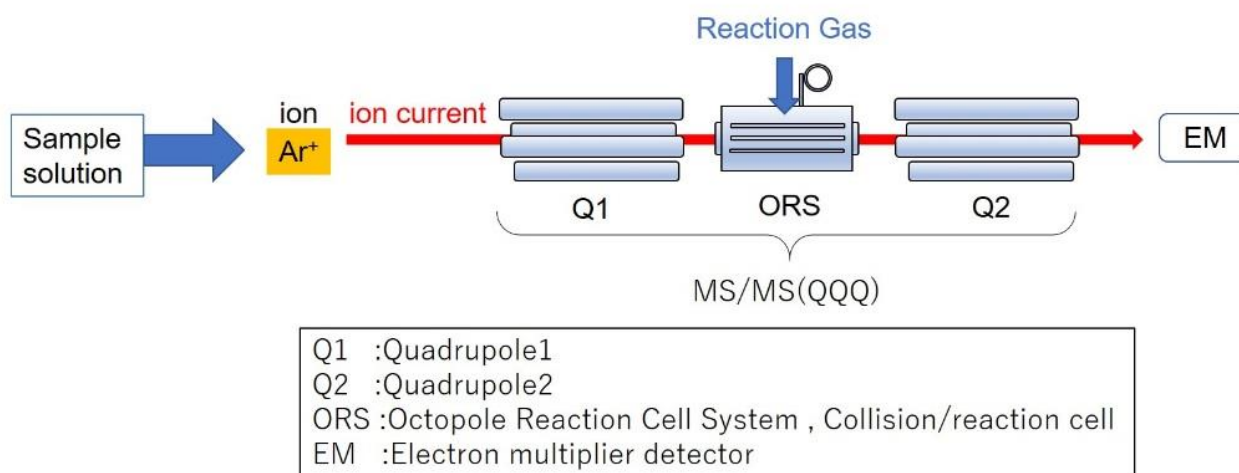 Reaction Gas
ion
ion current
Sample
solution
Ar⁺
EM
Q1
ORS
Q2
MS/MS(QQQ)
Q1 :Quadrupole1
Q2 :Quadrupole2
ORS :Octopole Reaction Cell System , Collision/reaction cell
EM :Electron multiplier detector